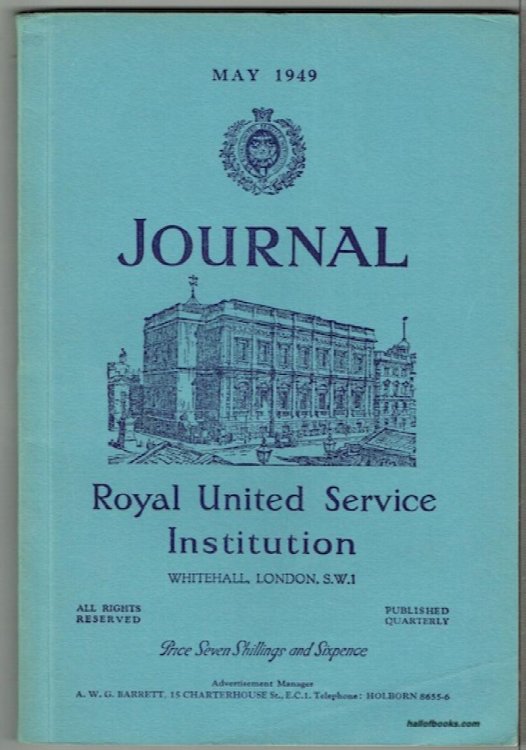 MAY 1949
JOURNAL
Royal United Service
Institution
WHITEHALL, LONDON, S.W.1
ALL RIGHTS
RESERVED
PUBLISHED
QUARTERLY
Price Seven Shillings and Sixpence
Advertisement Manager
A. W. G. BARRETT, 15 CHARTERHOUSE St., E.C.1. Telephone: HOLBORN 8655-6
hallofbooks.com